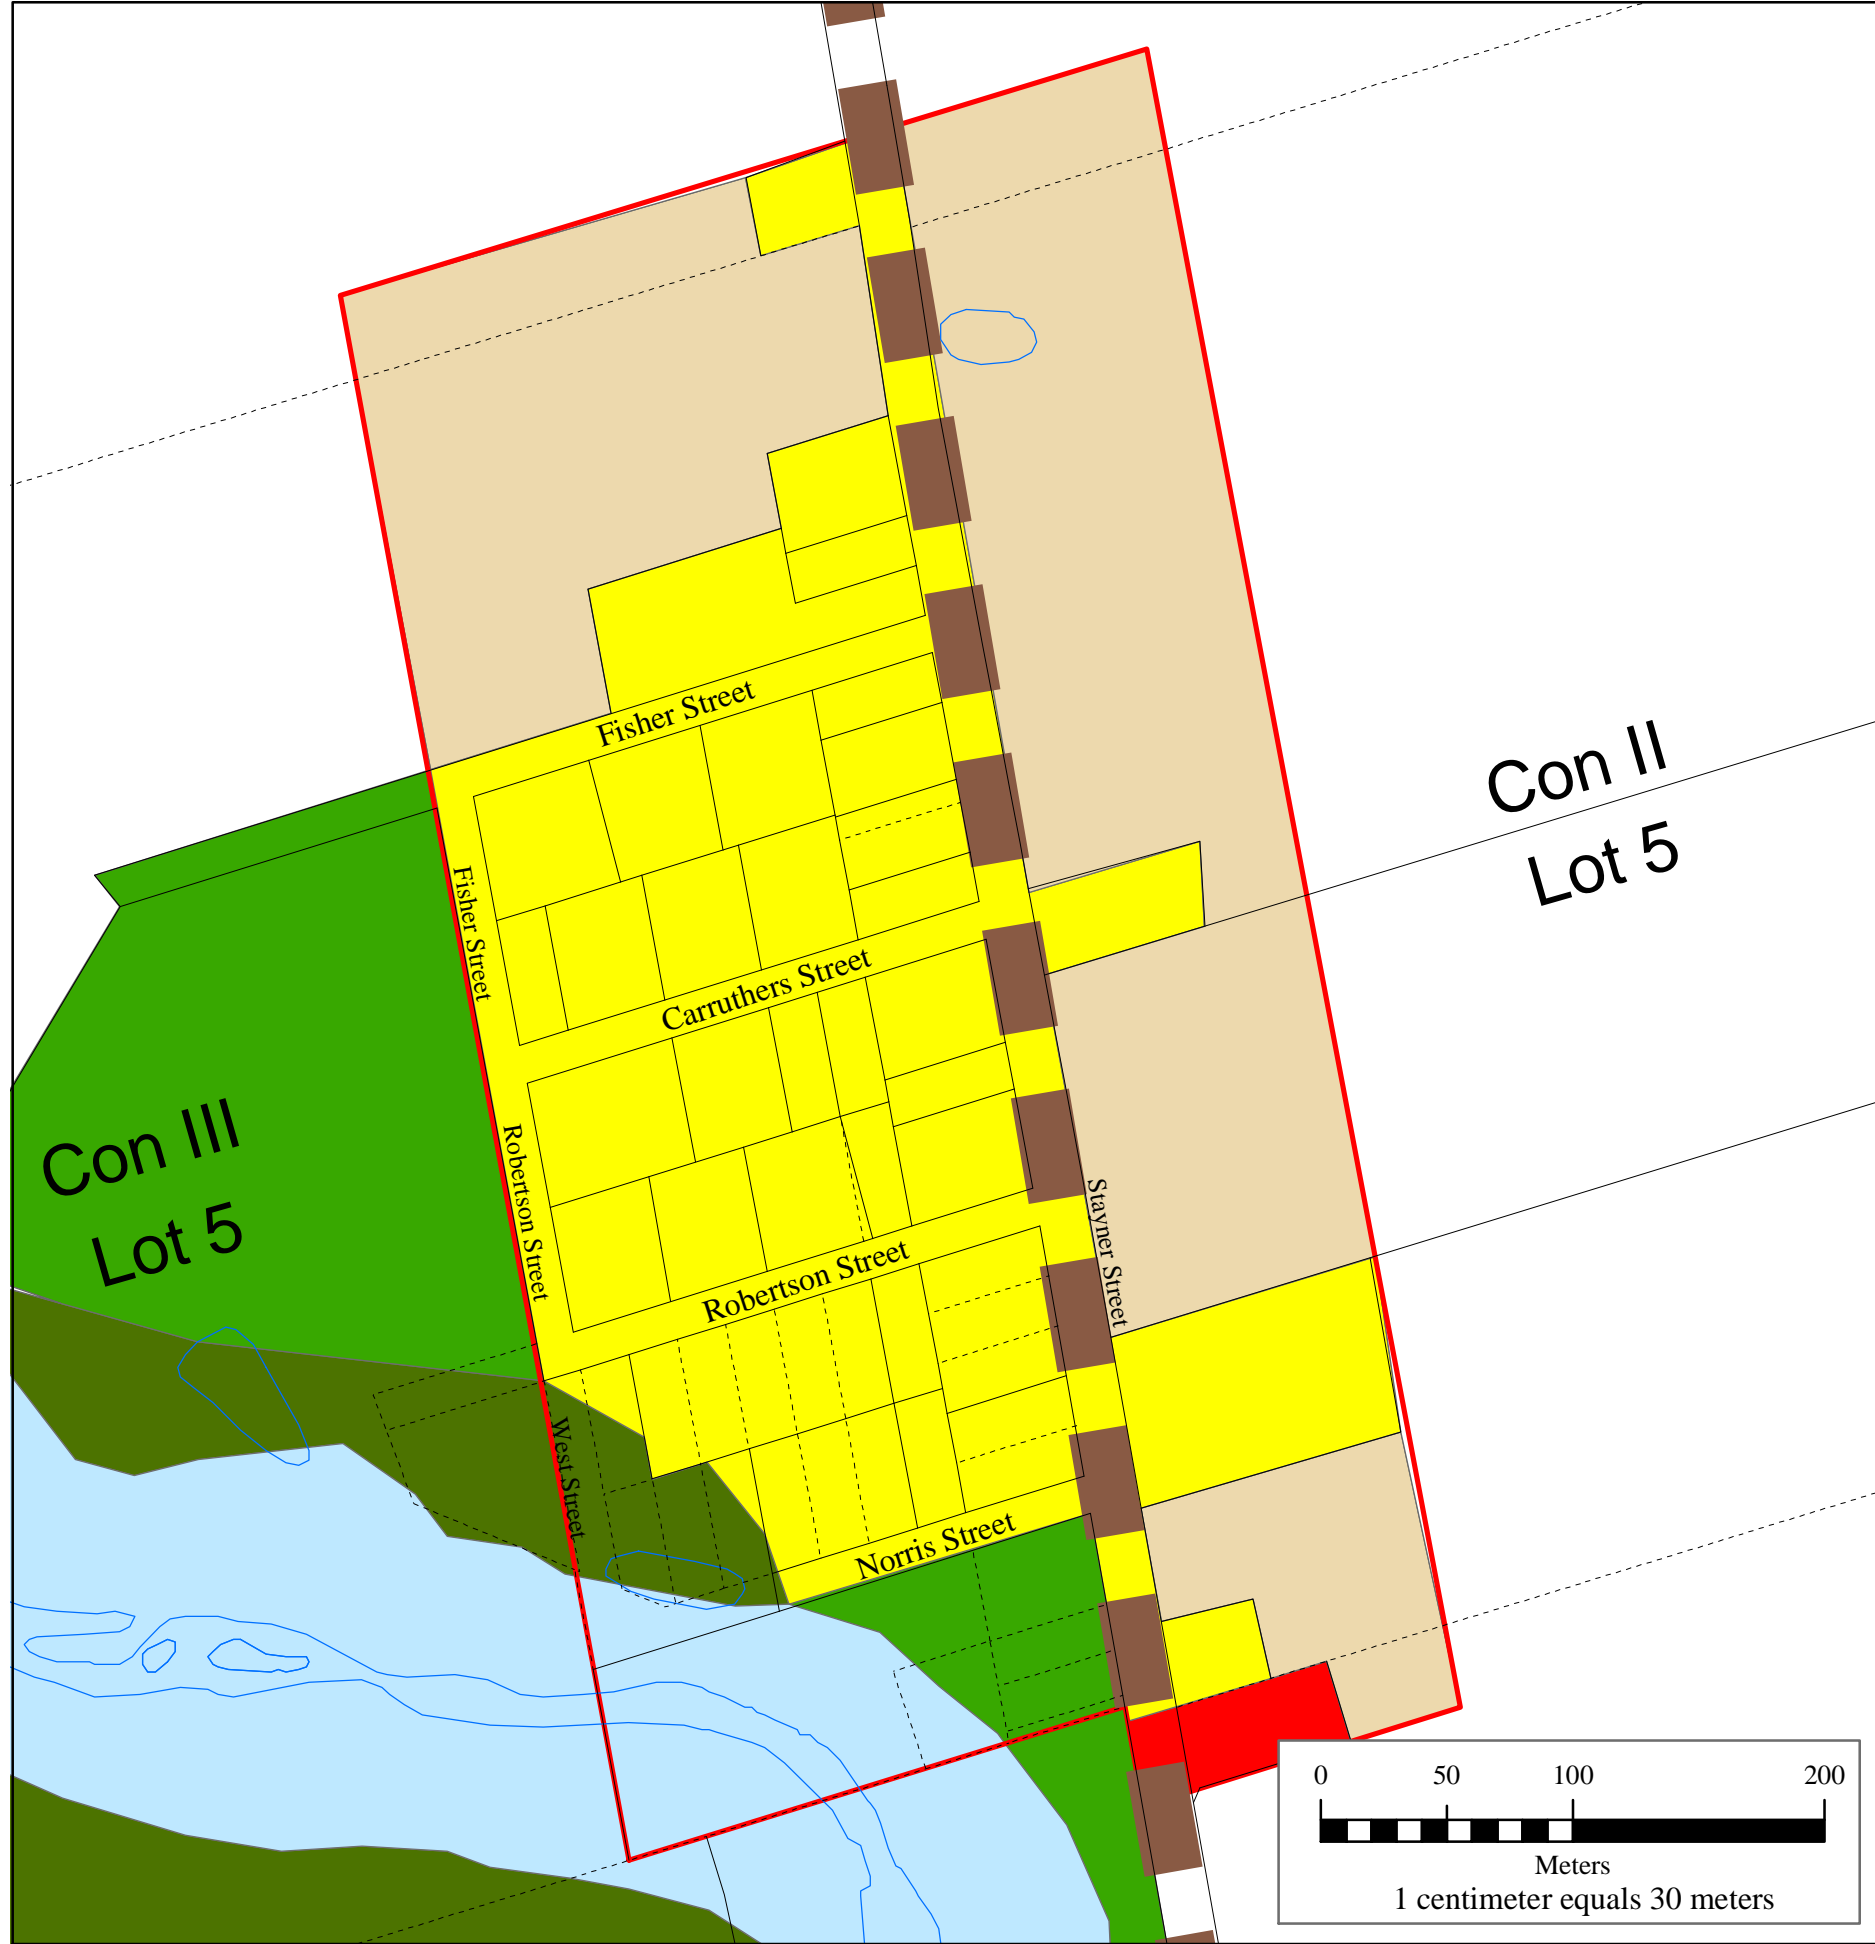 Fisher Street
Con II
Lot 5
Fisher Street
Carruthers Street
Con III
Lot 5
Robertson Street
Stayner Street
Robertson Street
West Street
Norris Street
0 50 100 200
Meters
1 centimeter equals 30 meters